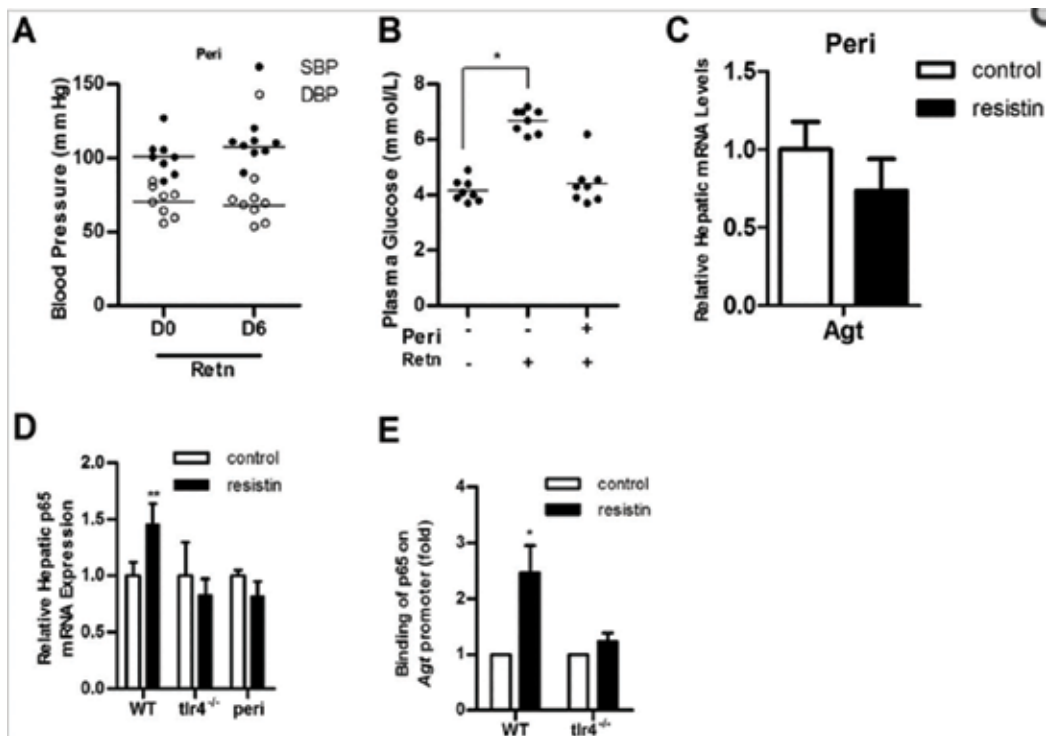 A
Peri
SBP
DBP
Blood Pressure (mmHg)
150
100
50
0
D0 D6
Retn
B
*
Plasma Glucose (mmol/L)
8
6
4
2
0
Peri - - +
Retn - + +
C
Peri
control
resistin
Relative Hepatic mRNA Levels
1.5
1.0
0.5
0.0
Agt
D
control
resistin
Relative Hepatic p65
mRNA Expression
2.0
1.5
1.0
0.5
0.0
**
WT tlr4-/- peri
E
control
resistin
Binding of p65 on
Agt promoter (fold)
4
3
2
1
0
*
WT tlr4-/-